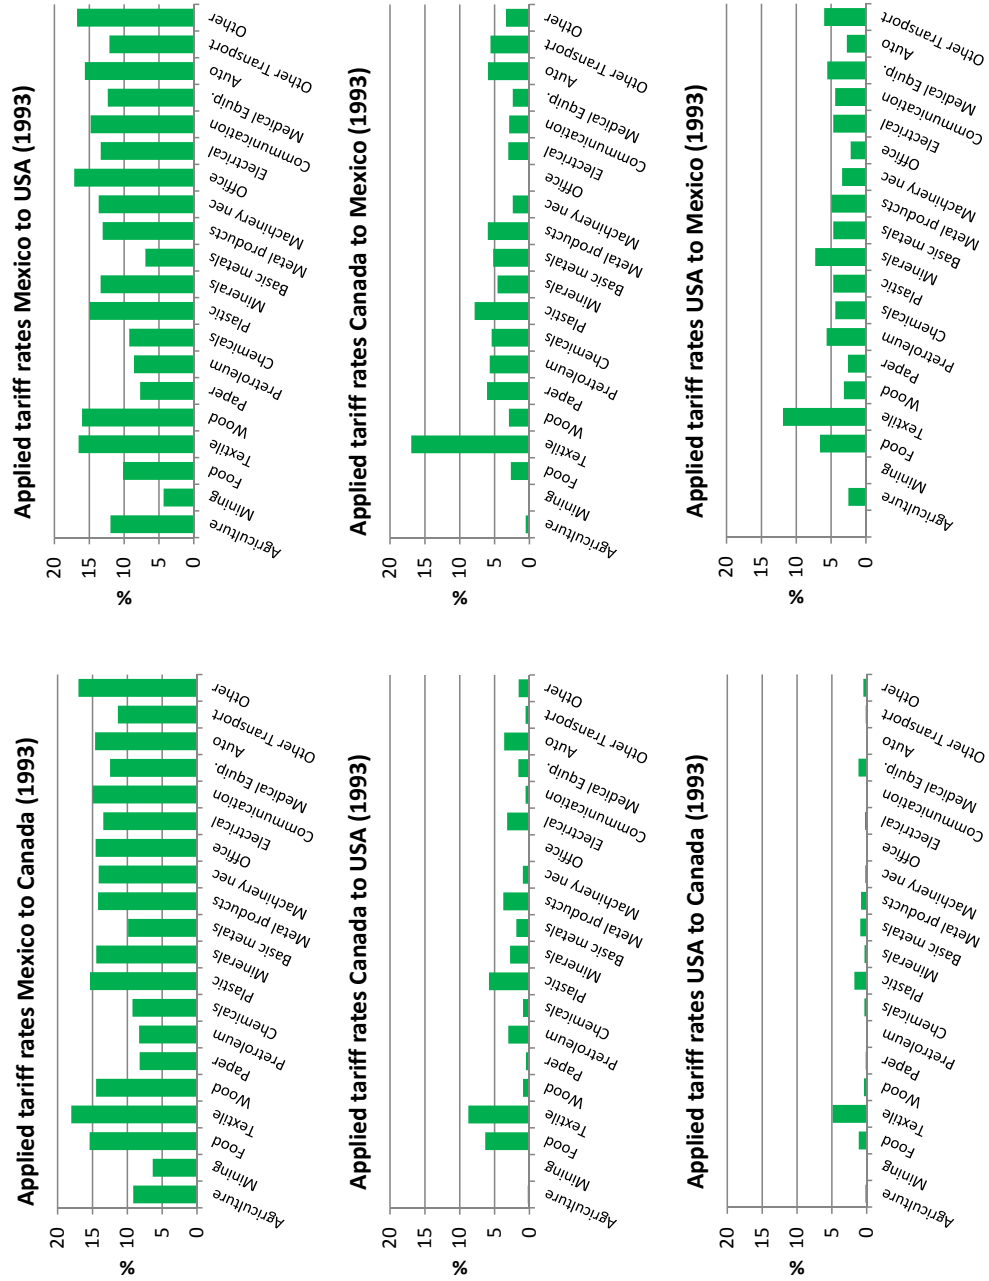 Applied tariff rates Mexico to Canada (1993)
20
15
10
5
0
%
Agriculture
Mining
Food
Textile
Wood
Paper
Pretroleum
Chemicals
Plastic
Minerals
Basic metals
Metal products
Machinery nec
Office
Electrical
Communication
Medical Equip.
Auto
Other Transport
Other
Applied tariff rates Mexico to USA (1993)
20
15
10
5
0
%
Agriculture
Mining
Food
Textile
Wood
Paper
Pretroleum
Chemicals
Plastic
Minerals
Basic metals
Metal products
Machinery nec
Office
Electrical
Communication
Medical Equip.
Auto
Other Transport
Other
Applied tariff rates Canada to USA (1993)
20
15
10
5
0
%
Agriculture
Mining
Food
Textile
Wood
Paper
Pretroleum
Chemicals
Plastic
Minerals
Basic metals
Metal products
Machinery nec
Office
Electrical
Communication
Medical Equip.
Auto
Other Transport
Other
Applied tariff rates Canada to Mexico (1993)
20
15
10
5
0
%
Agriculture
Mining
Food
Textile
Wood
Paper
Pretroleum
Chemicals
Plastic
Minerals
Basic metals
Metal products
Machinery nec
Office
Electrical
Communication
Medical Equip.
Auto
Other Transport
Other
Applied tariff rates USA to Canada (1993)
20
15
10
5
0
%
Agriculture
Mining
Food
Textile
Wood
Paper
Pretroleum
Chemicals
Plastic
Minerals
Basic metals
Metal products
Machinery nec
Office
Electrical
Communication
Medical Equip.
Auto
Other Transport
Other
Applied tariff rates USA to Mexico (1993)
20
15
10
5
0
%
Agriculture
Mining
Food
Textile
Wood
Paper
Pretroleum
Chemicals
Plastic
Minerals
Basic metals
Metal products
Machinery nec
Office
Electrical
Communication
Medical Equip.
Auto
Other Transport